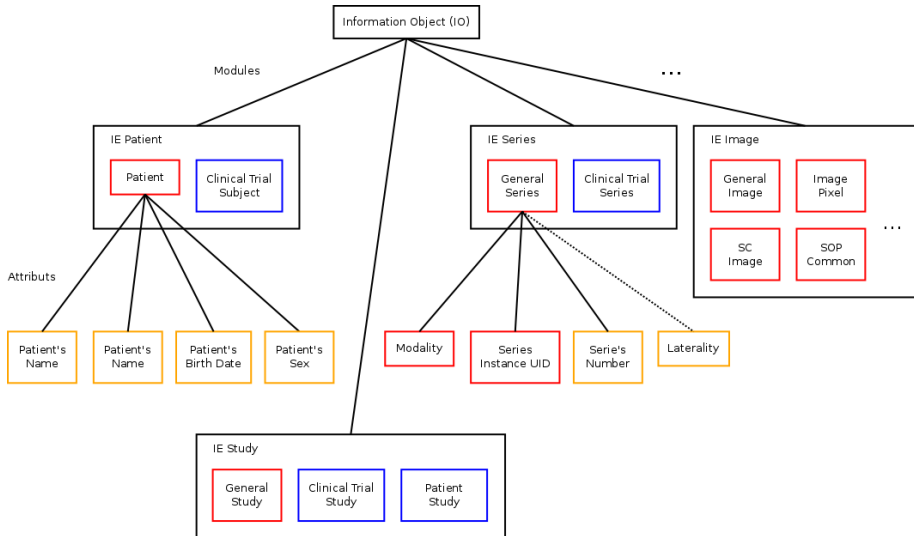 Information Object (IO)
Modules
...
IE Patient
Patient
Clinical Trial
Subject
IE Series
General
Series
Clinical Trial
Series
IE Image
General
Image
Image
Pixel
SC
Image
SOP
Common
...
Attributs
Patient's
Name
Patient's
Name
Patient's
Birth Date
Patient's
Sex
Modality
Series
Instance UID
Serie's
Number
Laterality
IE Study
General
Study
Clinical Trial
Study
Patient
Study